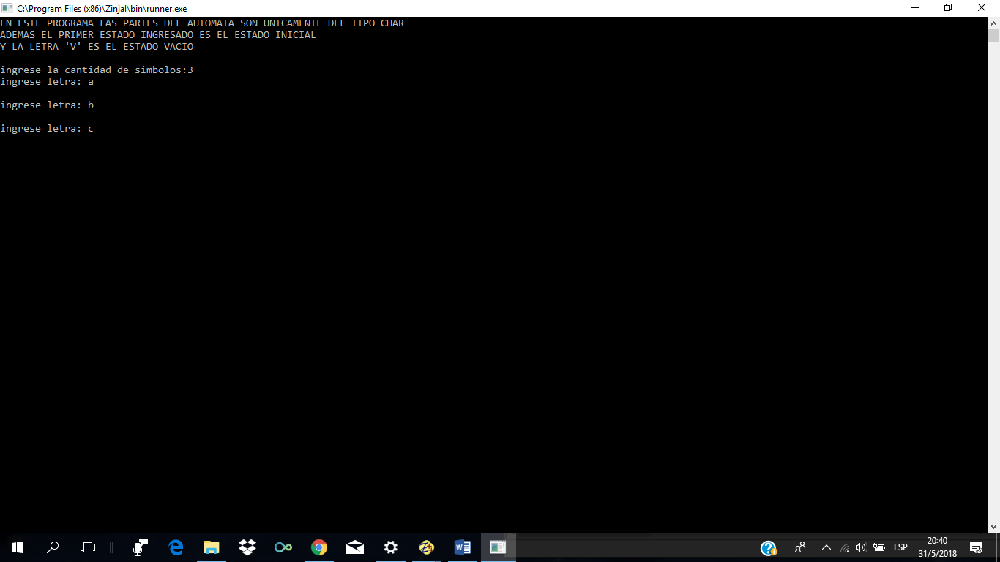 C:\Program Files (x86)\Zinjal\bin\runner.exe
EN ESTE PROGRAMA LAS PARTES DEL AUTOMATA SON UNICAMENTE DEL TIPO CHAR
ADEMAS EL PRIMER ESTADO INGRESADO ES EL ESTADO INICIAL
Y LA LETRA 'V' ES EL ESTADO VACIO
ingrese la cantidad de simbolos:3
ingrese letra: a
ingrese letra: b
ingrese letra: c
ESP
20:40
31/5/2018